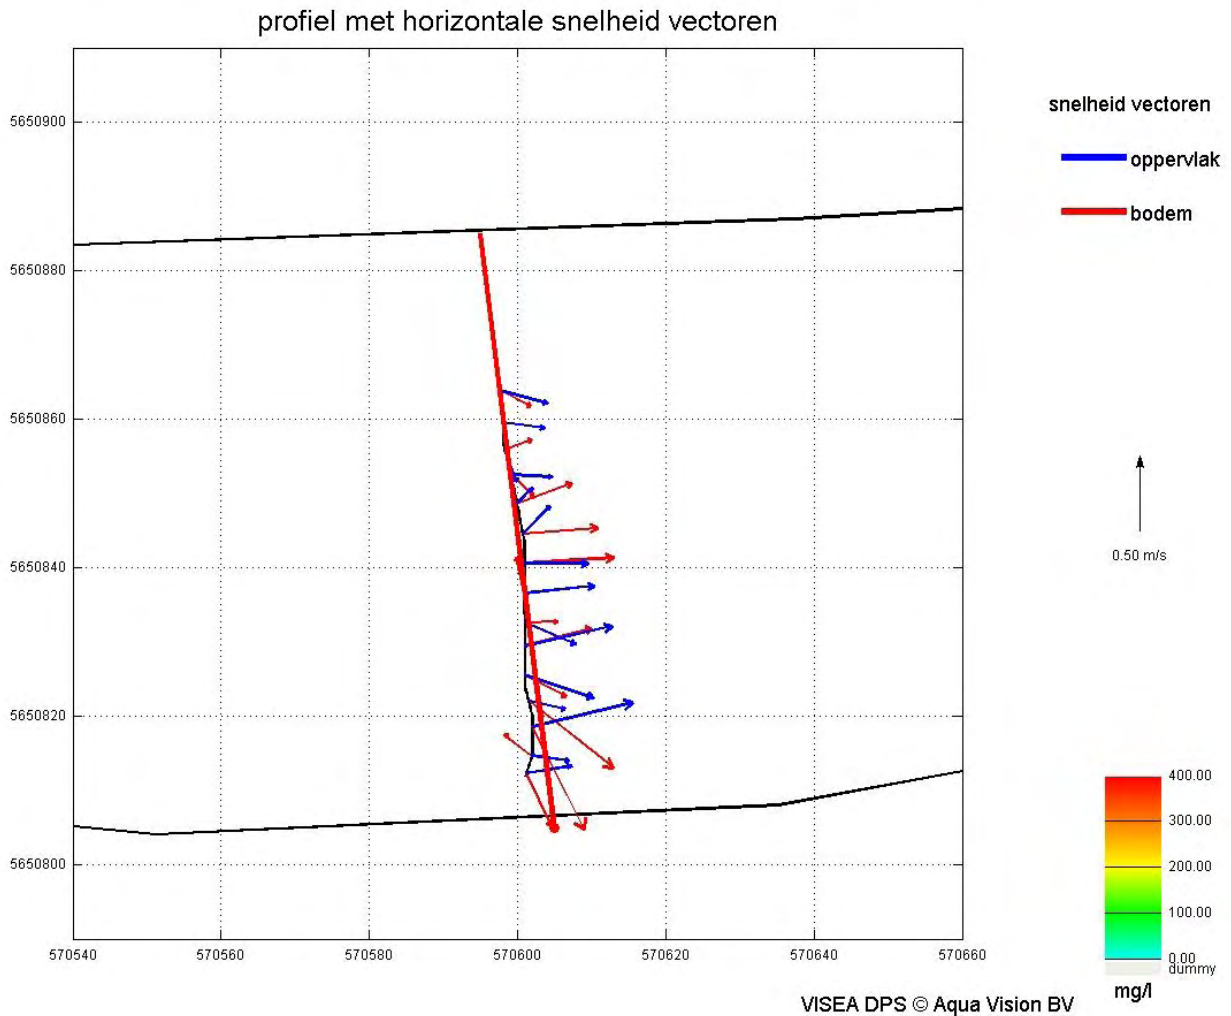 profiel met horizontale snelheid vectoren
snelheid vectoren
5650900
oppervlak
bodem
5650880
5650860
0.50 m/s
5650840
5650820
5650800
400.00
300.00
200.00
100.00
0.00
dummy
mg/l
570540
570560
570580
570600
570620
570640
570660
VISEA DPS © Aqua Vision BV